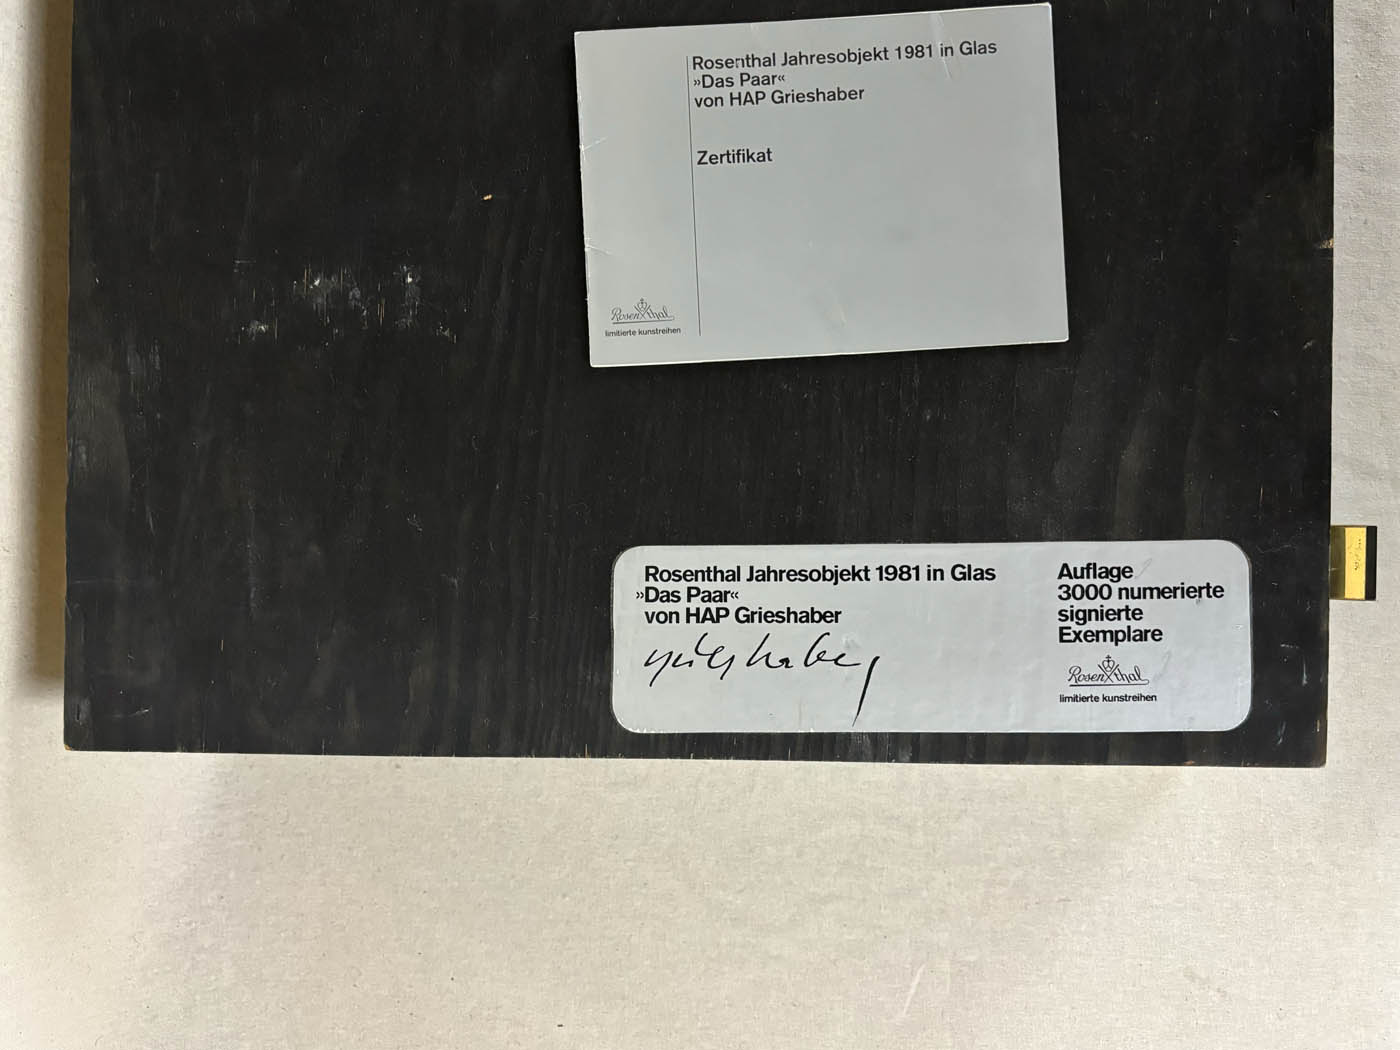 Rosenthal Jahresobjekt 1981 in Glas
»Das Paar«
von HAP Grieshaber
Zertifikat
Rosenthal
limitierte kunstreihen
Rosenthal Jahresobjekt 1981 in Glas
»Das Paar«
von HAP Grieshaber
grieshaber
Auflage
3000 numerierte
signierte
Exemplare
Rosenthal
limitierte kunstreihen